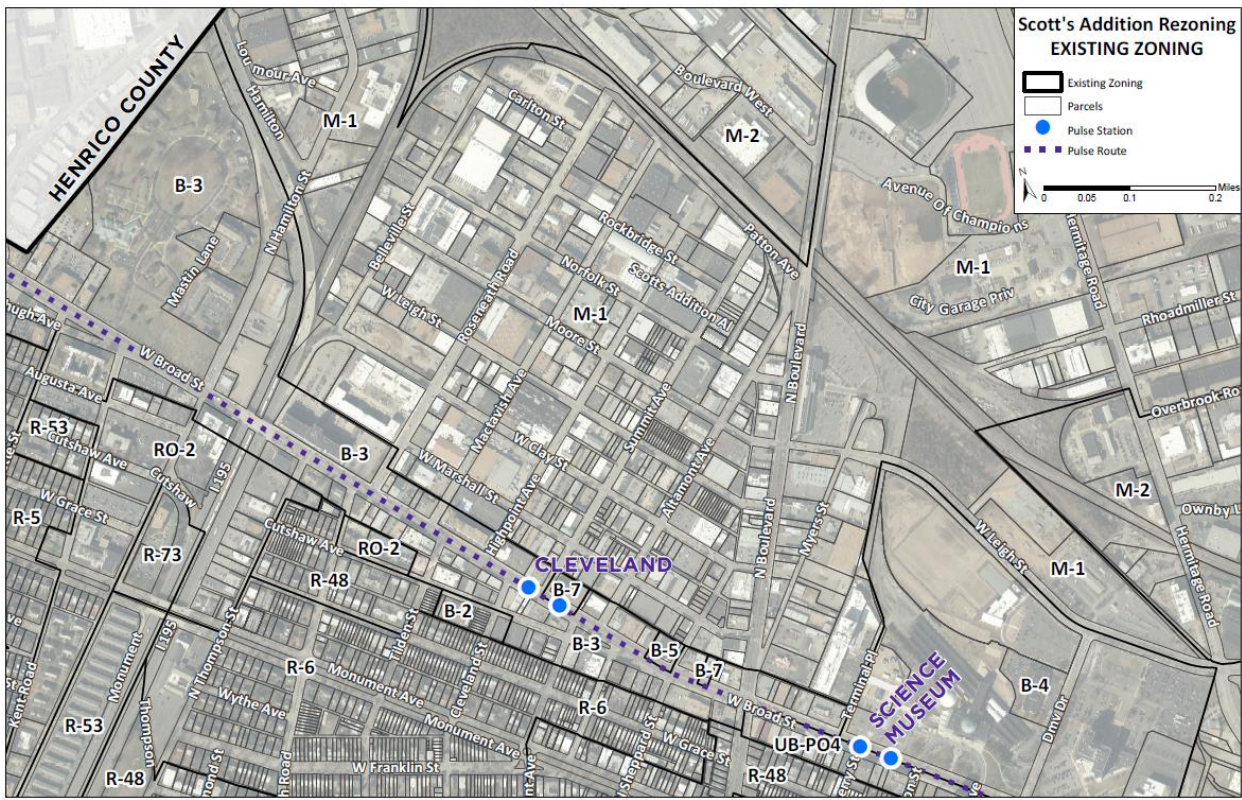 Scott's Addition Rezoning
EXISTING ZONING
Existing Zoning
Parcels
Pulse Station
Pulse Route
N
0 0.05 0.1 0.2 Miles
HENRICO COUNTY
Hamilton
M-1
Carlton St
Boulevard West
M-2
B-3
N Hamilton St
Mastin Lane
Belleville St
Rockbridge St
Patton Ave
Avenue Of Champions
Hermitage Road
M-1
City Garage Priv
Rhoadmiller St
Norfolk St
Scotts Addition Al
W Leigh St
Roseneath Road
M-1
Moore St
N Boulevard
W Broad St
Augusta Ave
Mactavish Ave
Summit Ave
Overbrook Ro
R-53
RO-2
Cutshaw Ave
Cutshaw
I 195
B-3
W Clay St
Altamont Ave
W Marshall St
M-2
W Grace St
R-5
Ownby L
Highpoint Ave
N Boulevard
Myers St
W Leigh St
Hermitage Road
Cutshaw Ave
RO-2
R-73
CLEVELAND
M-1
R-48
B-7
B-2
Tilden St
Monument
I 195
N Thompson St
B-3
B-5
B-7
Cleveland St
R-6
Monument Ave
Terminal Pl
SCIENCE
MUSEUM
B-4
Kent Road
Wythe Ave
R-6
W Broad St
Dmv Dr
R-53
Thompson
Monument Ave
W Grace St
UB-PO4
W Franklin St
R-48
R-48